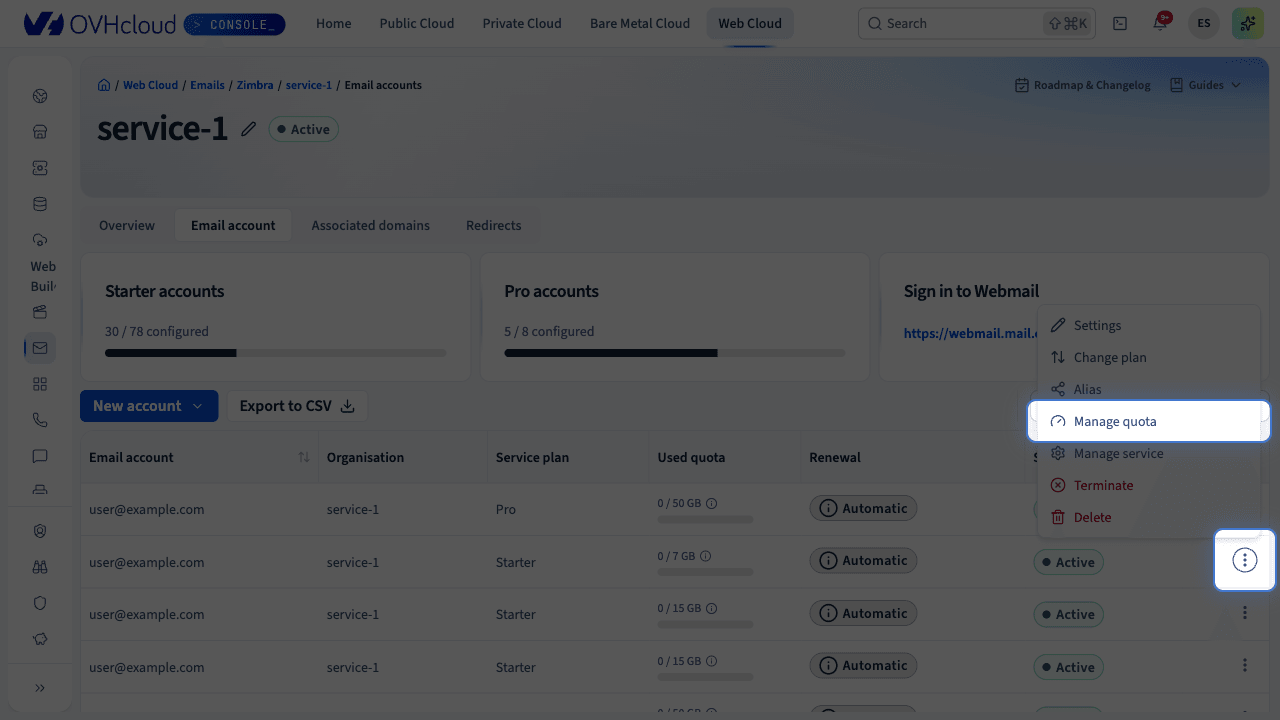 OVHcloud >_ CONSOLE_ Home Public Cloud Private Cloud Bare Metal Cloud Web Cloud Search ⇧⌘K 9+ ES
/ Web Cloud / Emails / Zimbra / service-1 / Email accounts Roadmap & Changelog Guides
service-1 Active
Overview Email account Associated domains Redirects
Web
Buil
Starter accounts Pro accounts Sign in to Webmail
30 / 78 configured 5 / 8 configured https://webmail.mail.
Settings
Change plan
Alias
Manage quota
Manage service
Terminate
Delete
New account Export to CSV
Email account Organisation Service plan Used quota Renewal
user@example.com service-1 Pro 0 / 50 GB Automatic
user@example.com service-1 Starter 0 / 7 GB Automatic Active
user@example.com service-1 Starter 0 / 15 GB Automatic Active
user@example.com service-1 Starter 0 / 15 GB Automatic Active